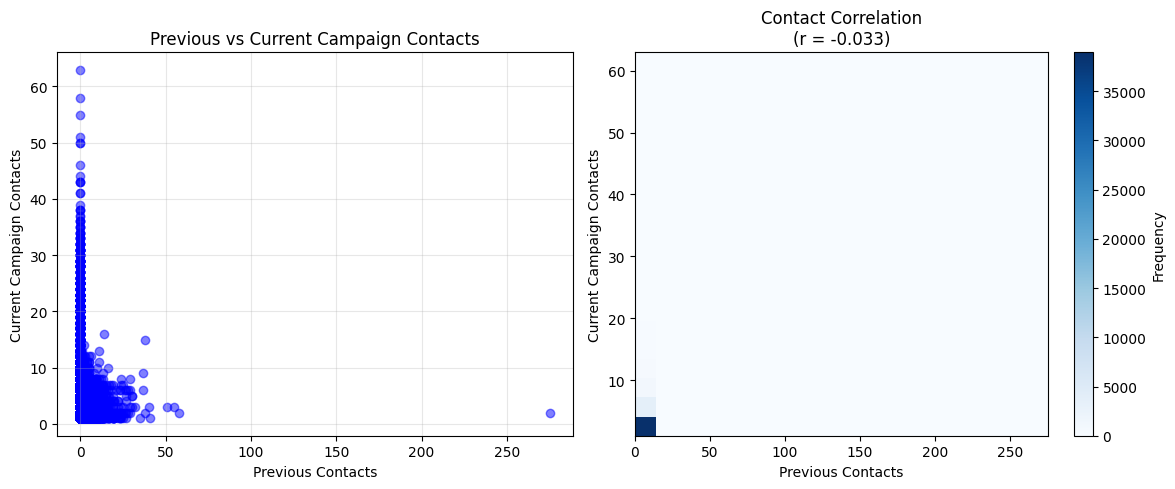 Previous vs Current Campaign Contacts
Current Campaign Contacts
60
50
40
30
20
10
0
0 50 100 150 200 250
Previous Contacts
Contact Correlation
(r = -0.033)
Current Campaign Contacts
60
50
40
30
20
10
0 50 100 150 200 250
Previous Contacts
35000
30000
25000
20000
15000
10000
5000
0
Frequency